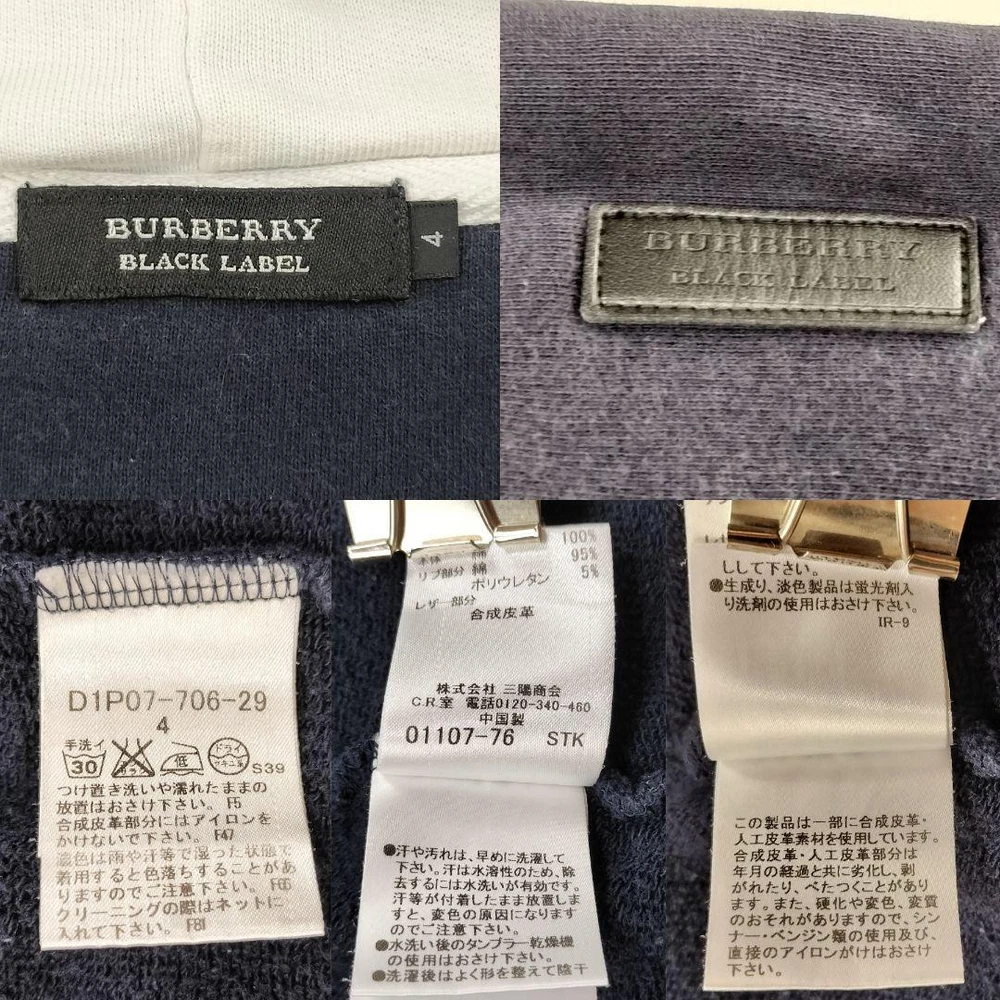 BURBERRY
BLACK LABEL
4
BURBERRY
BLACK LABEL
D1P07-706-29
4
手洗イ
30
低
ドライ
S39
つけ置き洗いや濡れたままの
放置はおさけ下さい。 F5
合成皮革部分にはアイロンを
かけないで下さい。 F47
濃色は雨や汗等で湿った状態で
着用すると色落ちすることがあ
りますのでご注意下さい。 F66
クリーニングの際はネットに
入れて下さい。 F81
100%
本体 綿 95%
リブ部分 綿
ポリウレタン 5%
レザー部分
合成皮革
株式会社 三陽商会
C.R.室 電話0120-340-460
中国製
01107-76 STK
●汗や汚れは、早めに洗濯して
下さい。汗は水溶性のため、除
去するには水洗いが有効です。
汗等が付着したまま放置しま
すと、変色の原因になります
のでご注意下さい。
●水洗い後のタンブラー乾燥機
の使用はおさけ下さい。
●洗濯後はよく形を整えて陰干
ししで下さい。
●生成り、淡色製品は蛍光剤入
り洗剤の使用はおさけ下さい。
IR-9
この製品は一部に合成皮革・
人工皮革素材を使用しています。
合成皮革・人工皮革部分は
年月の経過と共に劣化し、剥
がれたり、べたつくことがあり
ます。また、硬化や変色、変質
のおそれがありますので、シン
ナー・ベンジン類の使用及び、
直接のアイロンがけはおさけ
下さい。